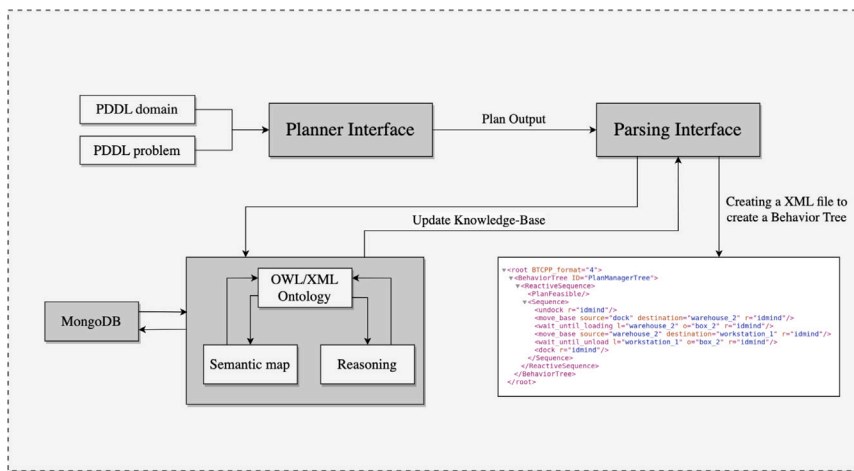 PDDL domain
PDDL problem
Planner Interface
Plan Output
Parsing Interface
Creating a XML file to
create a Behavior Tree
Update Knowledge-Base
MongoDB
OWL/XML
Ontology
Semantic map
Reasoning
<root BTCPP_format="4">
<BehaviorTree ID="PlanManagerTree">
<ReactiveSequence>
<PlanFeasible/>
<Sequence>
<undock r="idmind"/>
<move_base source="dock" destination="warehouse_2" r="idmind"/>
<wait_until_loading l="warehouse_2" o="box_2" r="idmind"/>
<move_base source="warehouse_2" destination="workstation_1" r="idmind"/>
<wait_until_unload l="workstation_1" o="box_2" r="idmind"/>
<dock r="idmind"/>
</Sequence>
</ReactiveSequence>
</BehaviorTree>
</root>